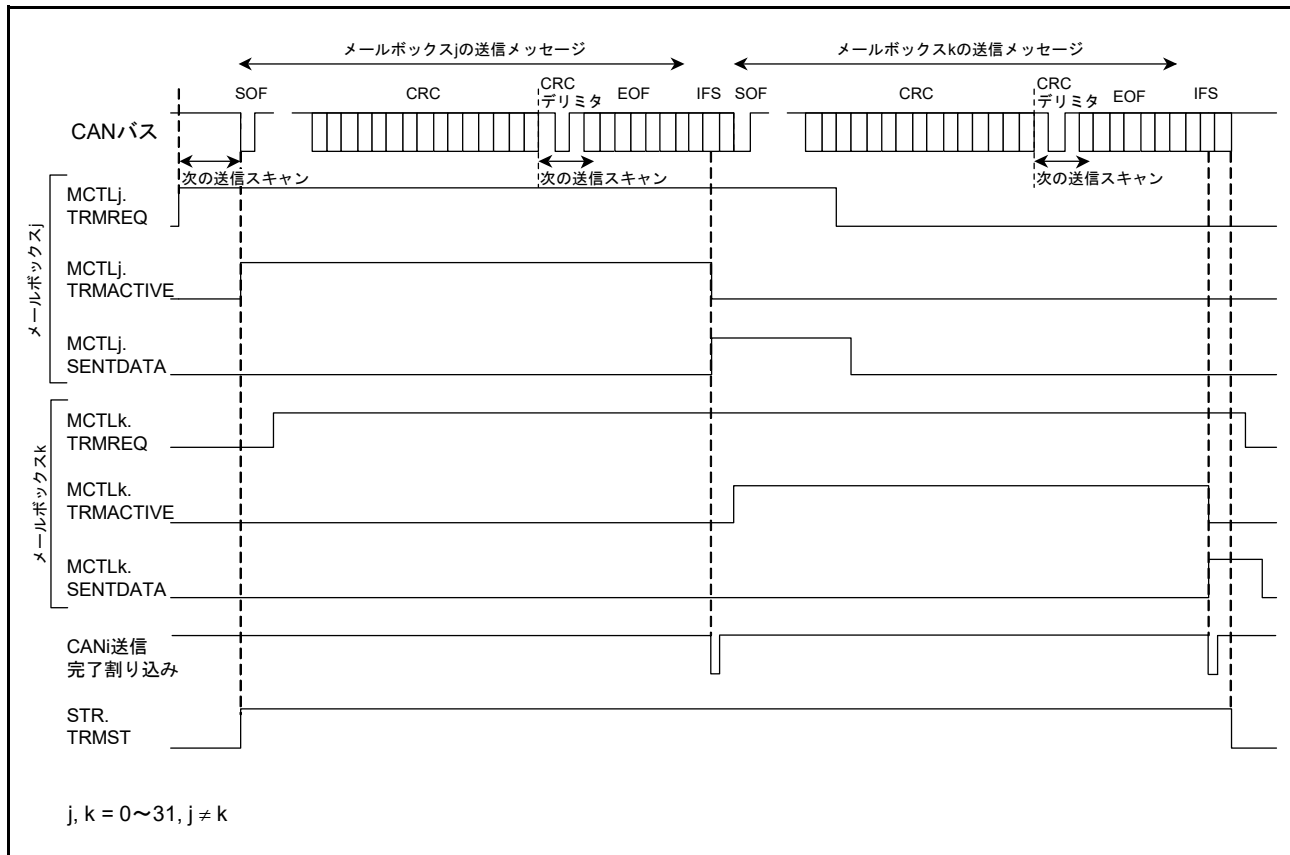 メールボックスjの送信メッセージ
メールボックスkの送信メッセージ
SOF
CRC
CRC
デリミタ
EOF
IFS
SOF
CRC
CRC
デリミタ
EOF
IFS
CANバス
次の送信スキャン
次の送信スキャン
次の送信スキャン
メールボックスj
MCTLj.
TRMREQ
MCTLj.
TRMACTIVE
MCTLj.
SENTDATA
メールボックスk
MCTLk.
TRMREQ
MCTLk.
TRMACTIVE
MCTLk.
SENTDATA
CANi送信
完了割り込み
STR.
TRMST
j, k = 0〜31, j ≠ k